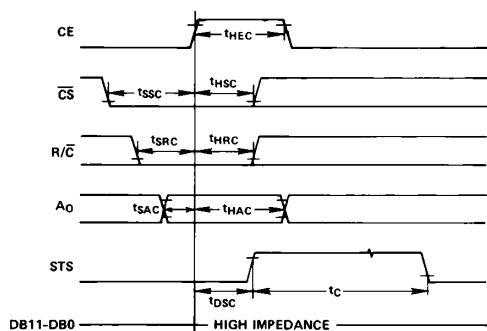 CE
tHEC
CS
tSSC
tHSC
R/C
tSRC
tHRC
A0
tSAC
tHAC
STS
tDSC
tC
DB11-DB0
HIGH IMPEDANCE